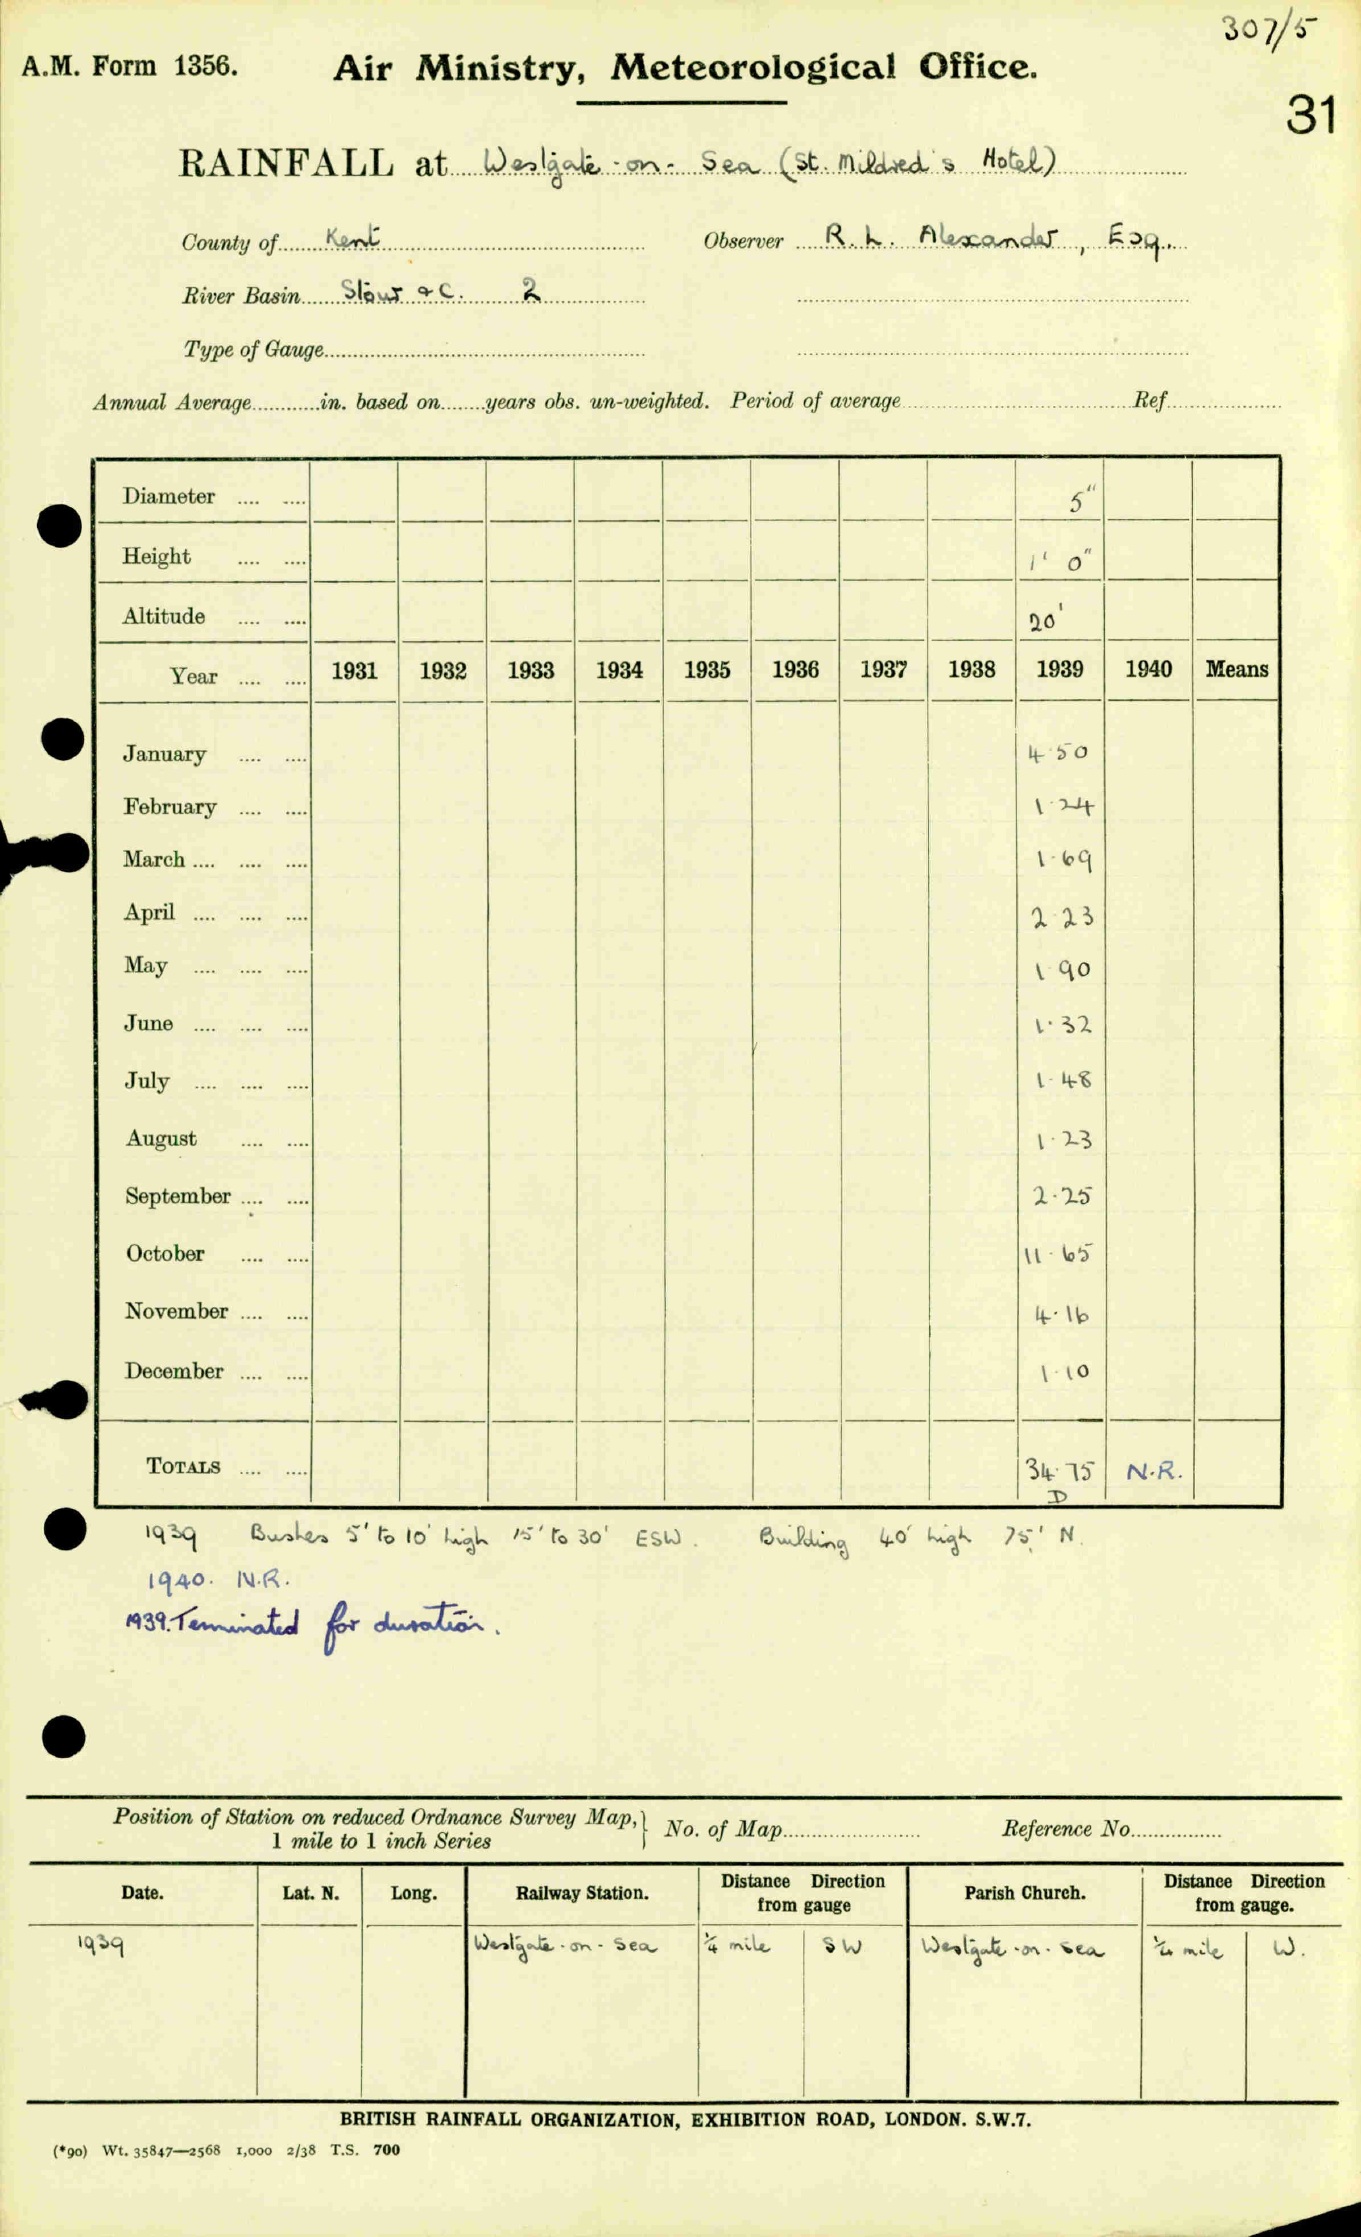 307/5
A.M. Form 1356. Air Ministry, Meteorological Office.
31
RAINFALL at Westgate-on-Sea (St. Mildred's Hotel)
County of Kent Observer R. L. Alexander, Esq.
River Basin Stour &c. 2
Type of Gauge
Annual Average in. based on years obs. un-weighted. Period of average Ref
Diameter 5"
Height 1' 0"
Altitude 20'
Year 1931 1932 1933 1934 1935 1936 1937 1938 1939 1940 Means
January 4.50
February 1.24
March 1.69
April 2.23
May 1.90
June 1.32
July 1.48
August 1.23
September 2.25
October 11.65
November 4.16
December 1.10
TOTALS 34.75 N.R.
D
1939 Bushes 5' to 10' high 15' to 30' ESW. Building 40' high 75' N.
1940. N.R.
1939. Terminated for duration.
Position of Station on reduced Ordnance Survey Map, 1 mile to 1 inch Series } No. of Map Reference No.
Date. Lat. N. Long. Railway Station. Distance Direction from gauge Parish Church. Distance Direction from gauge.
1939 Westgate-on-Sea 1/4 mile SW Westgate-on-Sea 1/4 mile W.
BRITISH RAINFALL ORGANIZATION, EXHIBITION ROAD, LONDON. S.W.7.
(*90) Wt. 35847—2568 1,000 2/38 T.S. 700